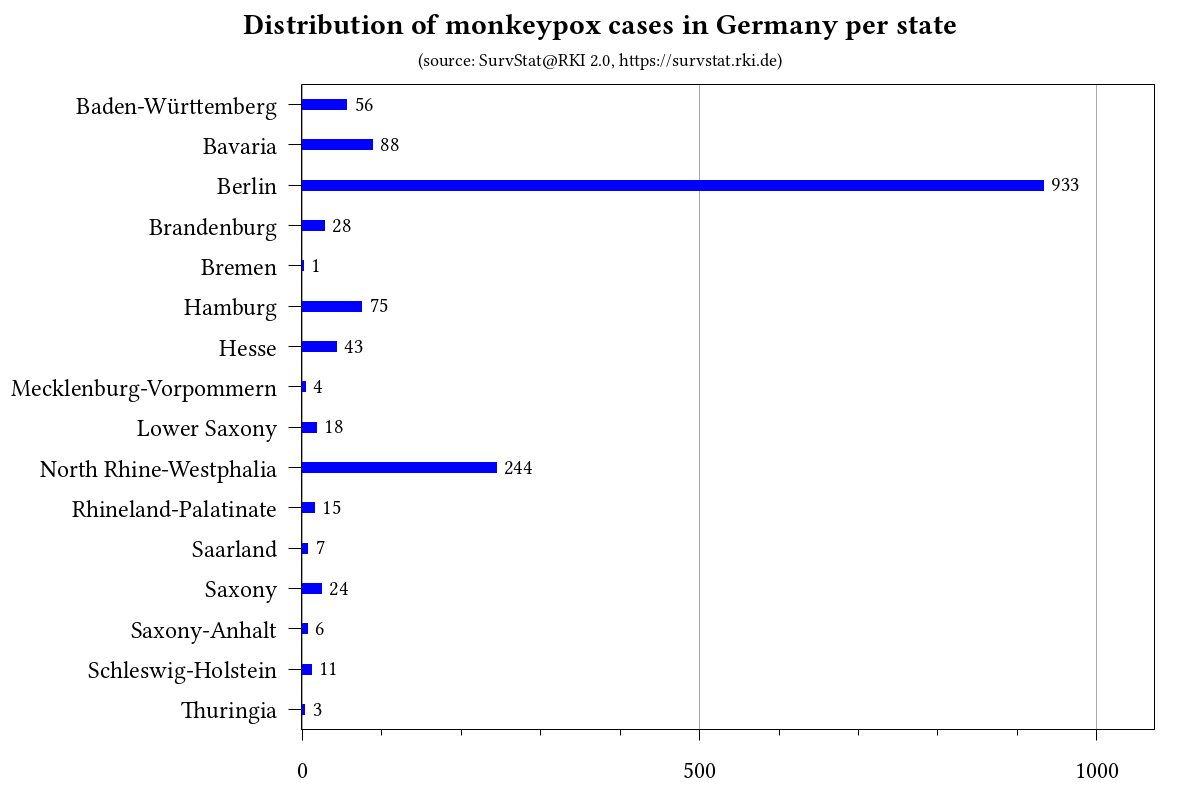 Distribution of monkeypox cases in Germany per state
(source: SurvStat@RKI 2.0, https://survstat.rki.de)
Baden-Württemberg 56
Bavaria 88
Berlin 933
Brandenburg 28
Bremen 1
Hamburg 75
Hesse 43
Mecklenburg-Vorpommern 4
Lower Saxony 18
North Rhine-Westphalia 244
Rhineland-Palatinate 15
Saarland 7
Saxony 24
Saxony-Anhalt 6
Schleswig-Holstein 11
Thuringia 3
0 500 1000